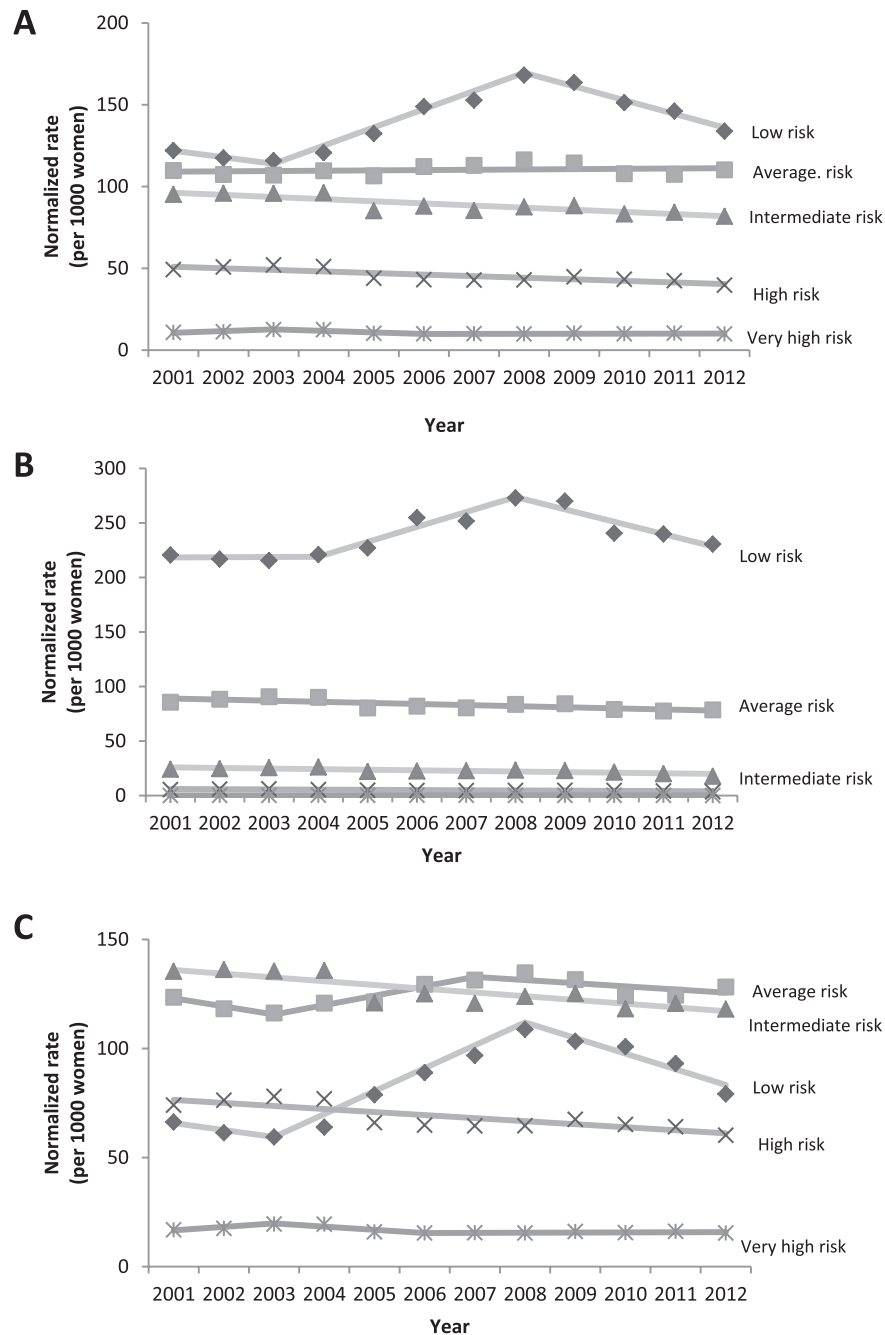 A
Normalized rate
(per 1000 women)
200
150
100
50
0
Low risk
Average. risk
Intermediate risk
High risk
Very high risk
2001 2002 2003 2004 2005 2006 2007 2008 2009 2010 2011 2012
Year
B
Normalized rate
(per 1000 women)
300
250
200
150
100
50
0
Low risk
Average risk
Intermediate risk
2001 2002 2003 2004 2005 2006 2007 2008 2009 2010 2011 2012
Year
C
Normalized rate
(per 1000 women)
150
100
50
0
Average risk
Intermediate risk
Low risk
High risk
Very high risk
2001 2002 2003 2004 2005 2006 2007 2008 2009 2010 2011 2012
Year